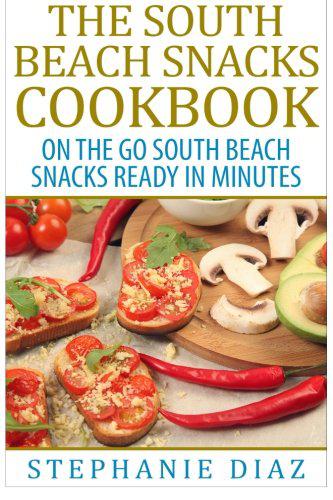 THE SOUTH
BEACH SNACKS
COOKBOOK
ON THE GO SOUTH BEACH
SNACKS READY IN MINUTES
STEPHANIE DIAZ